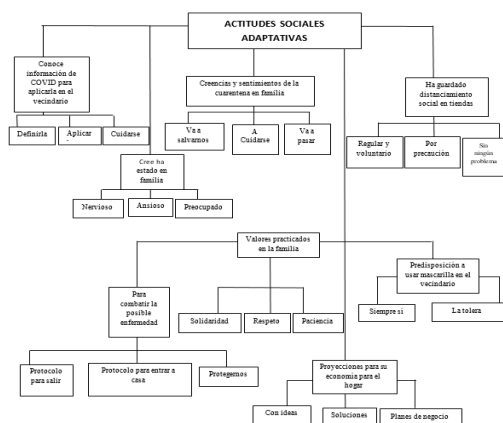 ACTITUDES SOCIALES
ADAPTATIVAS
Conoce
información de
COVID para
aplicarla en el
vecindario
Creencias y sentimientos de la
cuarentena en familia
Ha guardado
distanciamiento
social en tiendas
Definirla
Aplicar
Cuidarse
Va a
salvarnos
A
Cuidarse
Va a
pasar
Regular y
voluntario
Por
precaución
Sin
ningún
problema
Cree ha
estado en
familia
Nervioso
Ansioso
Preocupado
Valores practicados
en la familia
Predisposición a
usar mascarilla en el
vecindario
Para
combatir la
posible
enfermedad
Solidaridad
Respeto
Paciencia
Siempre si
La tolera
Protocolo
para salir
Protocolo para entrar a
casa
Protegernos
Proyecciones para su
economía para el
hogar
Con ideas
Soluciones
Planes de negocio